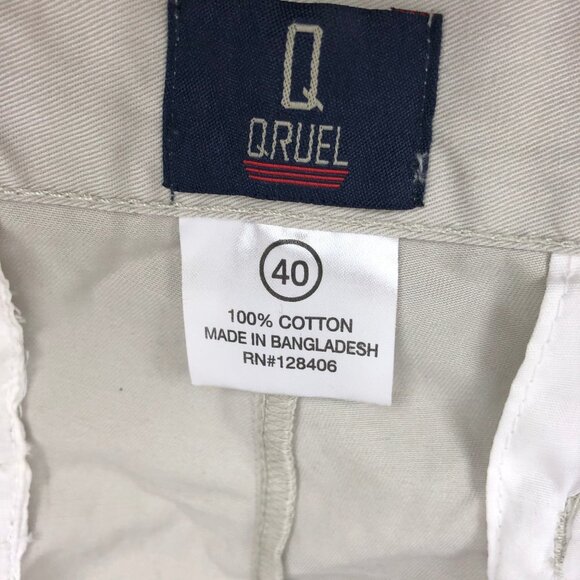 Q
QRUEL
40
100% COTTON
MADE IN BANGLADESH
RN#128406